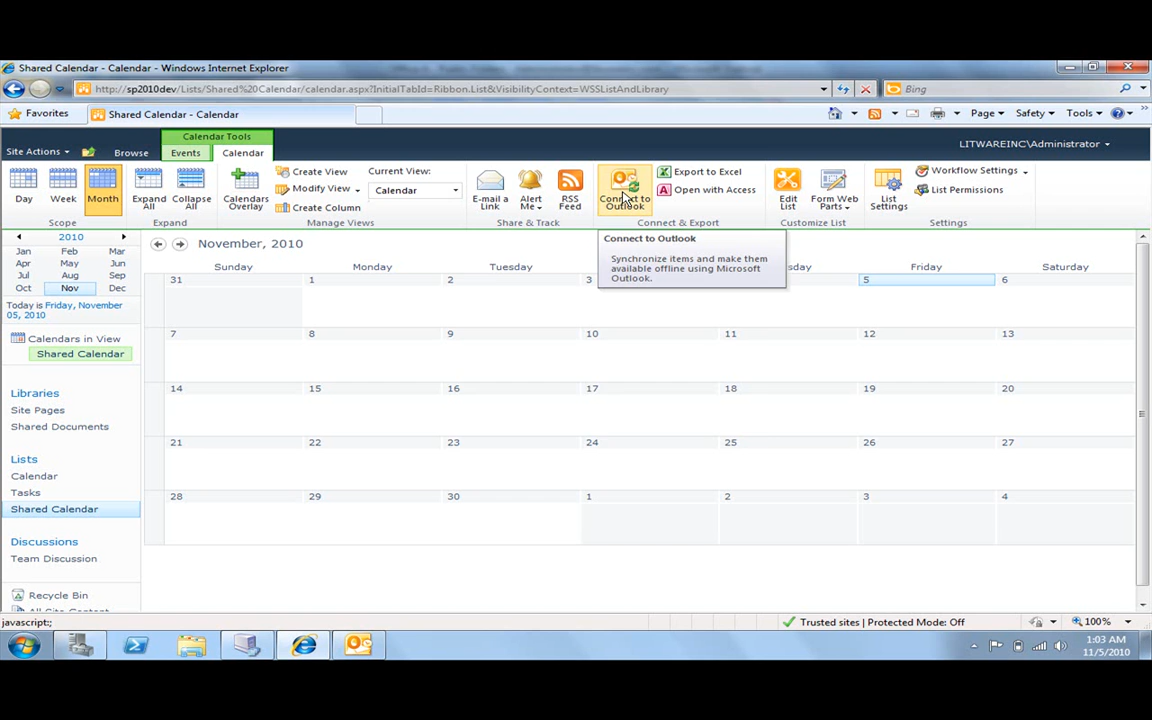 Shared Calendar - Calendar - Windows Internet Explorer
http://sp2010dev/Lists/Shared%20Calendar/calendar.aspx?InitialTabId=Ribbon.List&VisibilityContext=WSSListAndLibrary
Bing
Favorites
Shared Calendar - Calendar
Page
Safety
Tools
Calendar Tools
Site Actions
Browse
Events
Calendar
LITWAREINC\Administrator
Day
Week
Month
Scope
Expand All
Collapse All
Expand
Calendars Overlay
Create View
Modify View
Create Column
Current View:
Calendar
Manage Views
E-mail a Link
Alert Me
RSS Feed
Share & Track
Connect to Outlook
Export to Excel
Open with Access
Connect & Export
Edit List
Form Web Parts
Customize List
List Settings
Workflow Settings
List Permissions
Settings
Connect to Outlook
Synchronize items and make them
available offline using Microsoft
Outlook.
2010
Jan Feb Mar
Apr May Jun
Jul Aug Sep
Oct Nov Dec
Today is Friday, November
05, 2010
Calendars in View
Shared Calendar
Libraries
Site Pages
Shared Documents
Lists
Calendar
Tasks
Shared Calendar
Discussions
Team Discussion
Recycle Bin
All Site Content
November, 2010
Sunday Monday Tuesday sday Friday Saturday
31 1 2 3 5 6
7 8 9 10 11 12 13
14 15 16 17 18 19 20
21 22 23 24 25 26 27
28 29 30 1 2 3 4
javascript:;
Trusted sites | Protected Mode: Off
100%
1:03 AM
11/5/2010